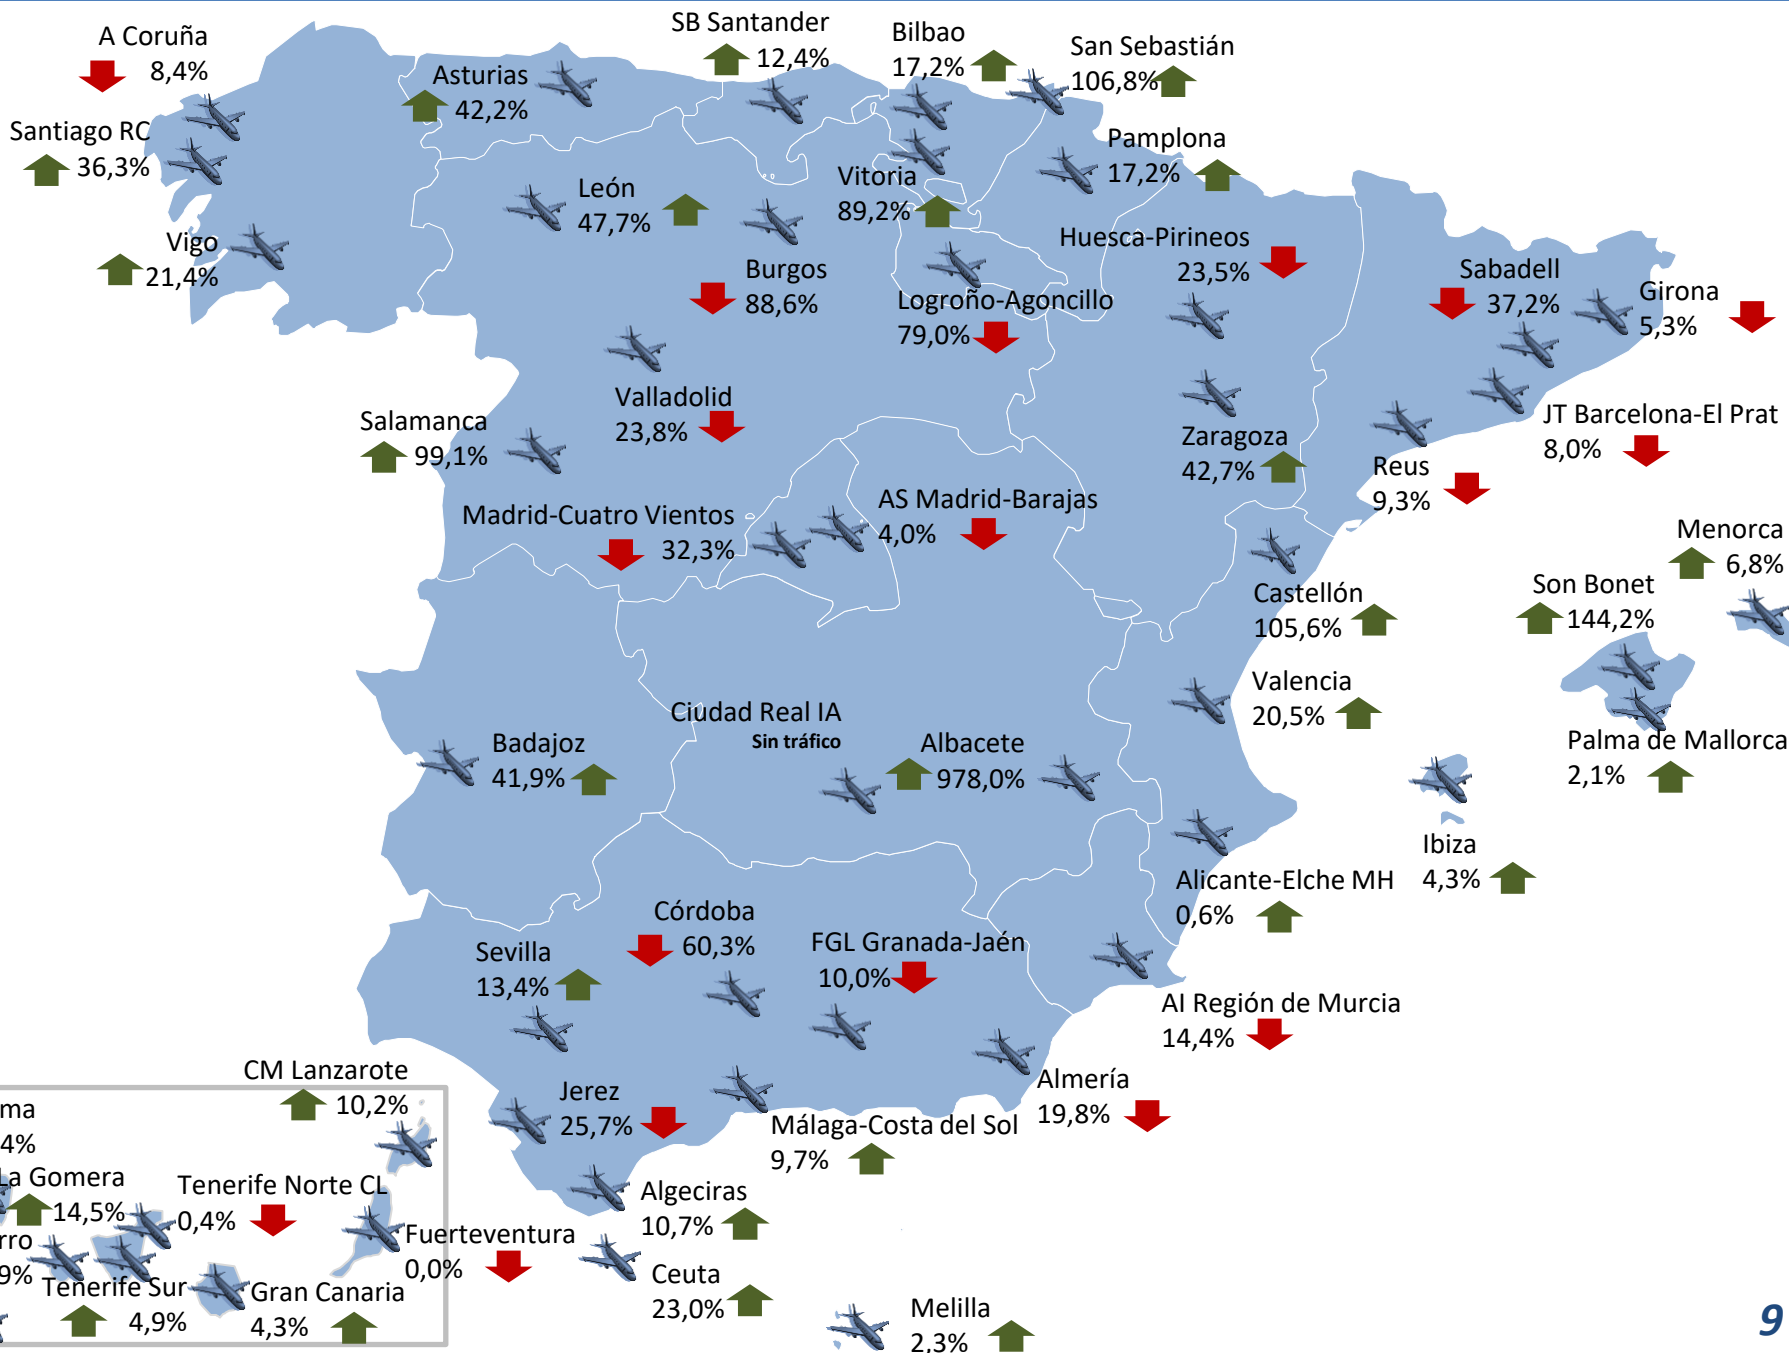 A Coruña
8,4%
SB Santander
12,4%
Bilbao
17,2%
San Sebastián
106,8%
Asturias
42,2%
Santiago RC
36,3%
Pamplona
17,2%
León
47,7%
Vitoria
89,2%
Vigo
21,4%
Huesca-Pirineos
23,5%
Burgos
88,6%
Logroño-Agoncillo
79,0%
Sabadell
37,2%
Girona
5,3%
Valladolid
23,8%
Salamanca
99,1%
JT Barcelona-El Prat
8,0%
Zaragoza
42,7%
Reus
9,3%
Madrid-Cuatro Vientos
32,3%
AS Madrid-Barajas
4,0%
Menorca
6,8%
Son Bonet
144,2%
Castellón
105,6%
Valencia
20,5%
Ciudad Real IA
Sin tráfico
Badajoz
41,9%
Albacete
978,0%
Palma de Mallorca
2,1%
Ibiza
4,3%
Alicante-Elche MH
0,6%
Córdoba
60,3%
Sevilla
13,4%
FGL Granada-Jaén
10,0%
AI Región de Murcia
14,4%
CM Lanzarote
10,2%
Jerez
25,7%
Almería
19,8%
Málaga-Costa del Sol
9,7%
ma
4%
La Gomera
14,5%
Tenerife Norte CL
0,4%
Algeciras
10,7%
Fuerteventura
0,0%
rro
9%
Tenerife Sur
4,9%
Gran Canaria
4,3%
Ceuta
23,0%
Melilla
2,3%
9